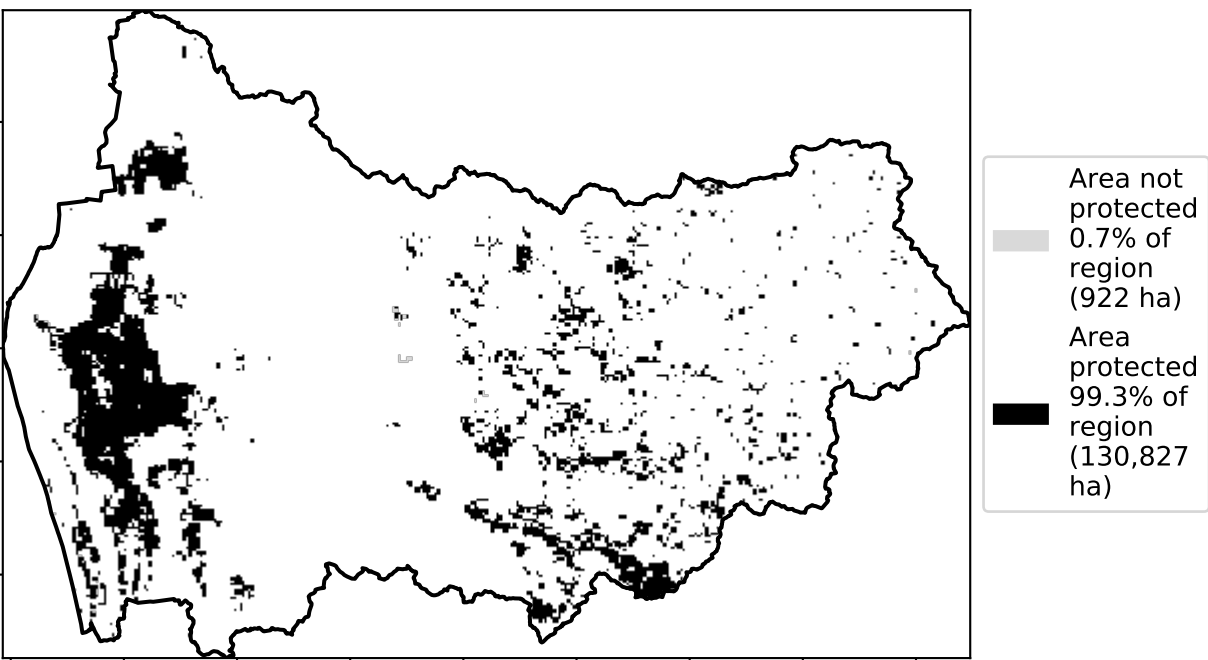 Area not
protected
0.7% of
region
(922 ha)
Area
protected
99.3% of
region
(130,827
ha)